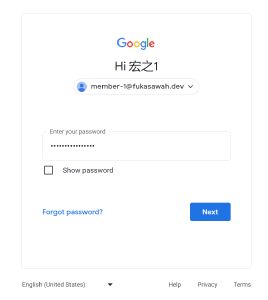 Google
Hi 宏之1
member-1@fukasawah.dev
Enter your password
••••••••••••••••
Show password
Forgot password?
Next
English (United States)
Help Privacy Terms